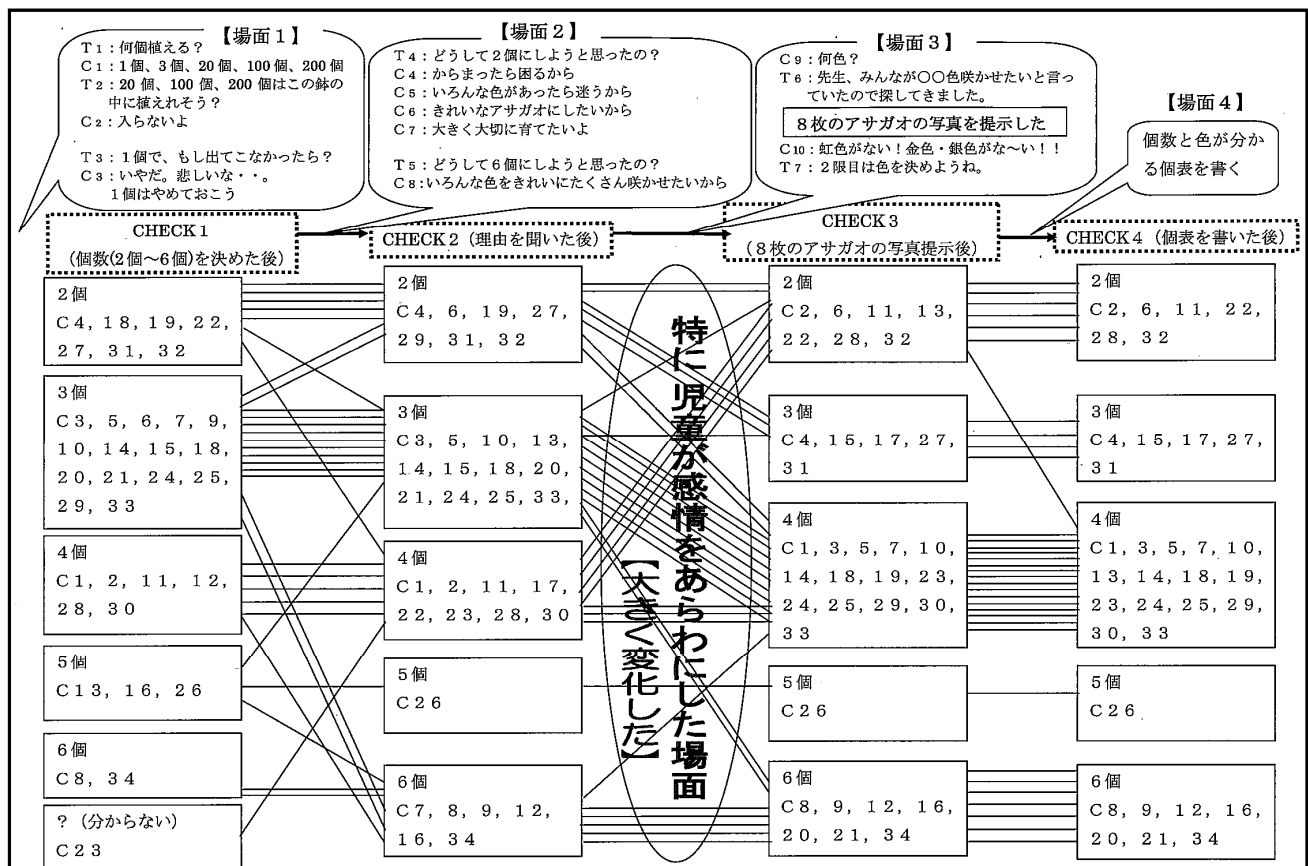 【場面１】
T１：何個植える？
C１：１個、３個、20個、100個、200個
T２：20個、100個、200個はこの鉢の
中に植えれそう？
C２：入らないよ
T３：１個で、もし出てこなかったら？
C３：いやだ。悲しいな・・。
１個はやめておこう
【場面２】
T４：どうして２個にしようと思ったの？
C４：からまったら困るから
C５：いろんな色があったら迷うから
C６：きれいなアサガオにしたいから
C７：大きく大切に育てたいよ
T５：どうして６個にしようと思ったの？
C８：いろんな色をきれいにたくさん咲かせたいから
【場面３】
C９：何色？
T６：先生、みんなが○○色咲かせたいと言っ
ていたので探してきました。
８枚のアサガオの写真を提示した
C10：虹色がない！金色・銀色がな～い！！
T７：２限目は色を決めようね。
【場面４】
個数と色が分か
る個表を書く
CHECK１
（個数(２個～６個)を決めた後）
CHECK２（理由を聞いた後）
CHECK３
（８枚のアサガオの写真提示後）
CHECK４（個表を書いた後）
２個
C４，１８，１９，２２，
２７，３１，３２
３個
C３，５，６，７，９，
１０，１４，１５，１８，
２０，２１，２４，２５，
２９，３３
４個
C１，２，１１，１２，
２８，３０
５個
C１３，１６，２６
６個
C８，３４
？（分からない）
C２３
２個
C４，６，１９，２７，
２９，３１，３２
３個
C３，５，１０，１３，
１４，１５，１８，２０，
２１，２４，２５，３３，
４個
C１，２，１１，１７，
２２，２３，２８，３０
５個
C２６
６個
C７，８，９，１２，
１６，３４
特に児童が感情をあらわにした場面
【大きく変化した】
２個
C２，６，１１，１３，
２２，２８，３２
３個
C４，１５，１７，２７，
３１
４個
C１，３，５，７，１０，
１４，１８，１９，２３，
２４，２５，２９，３０，
３３
５個
C２６
６個
C８，９，１２，１６，
２０，２１，３４
２個
C２，６，１１，２２，
２８，３２
３個
C４，１５，１７，２７，
３１
４個
C１，３，５，７，１０，
１３，１４，１８，１９，
２３，２４，２５，２９，
３０，３３
５個
C２６
６個
C８，９，１２，１６，
２０，２１，３４